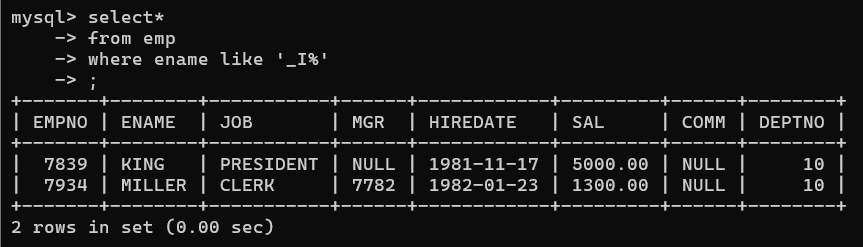 mysql> select*
    -> from emp
    -> where ename like '_I%'
    -> ;
+-------+--------+-----------+------+------------+---------+------+--------+
| EMPNO | ENAME  | JOB       | MGR  | HIREDATE   | SAL     | COMM | DEPTNO |
+-------+--------+-----------+------+------------+---------+------+--------+
|  7839 | KING   | PRESIDENT | NULL | 1981-11-17 | 5000.00 | NULL |     10 |
|  7934 | MILLER | CLERK     | 7782 | 1982-01-23 | 1300.00 | NULL |     10 |
+-------+--------+-----------+------+------------+---------+------+--------+
2 rows in set (0.00 sec)